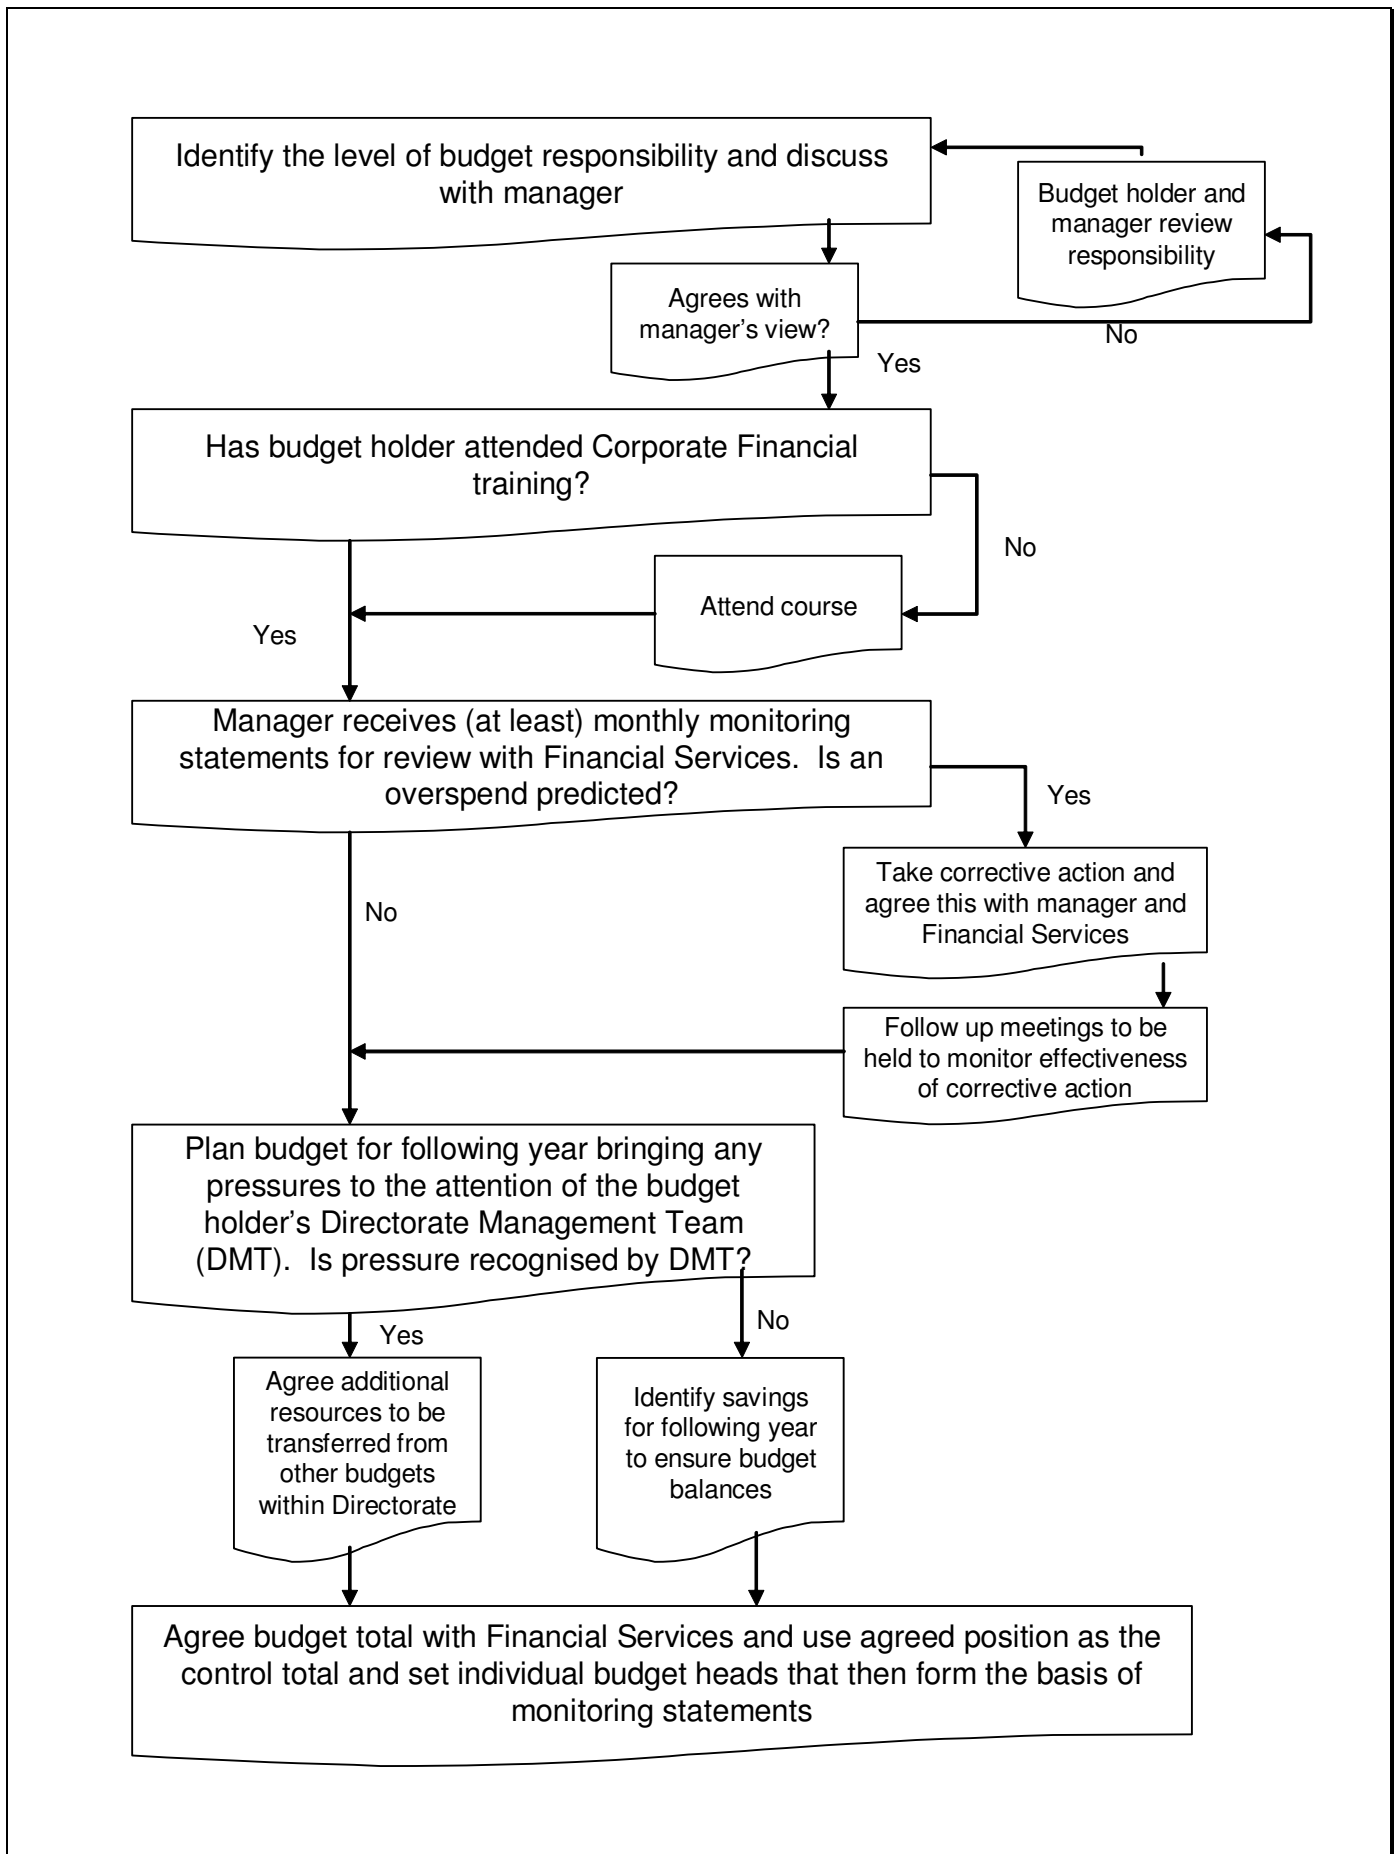 Identify the level of budget responsibility and discuss
with manager
Budget holder and
manager review
responsibility
Agrees with
manager’s view?
No
Yes
Has budget holder attended Corporate Financial
training?
No
Attend course
Yes
Manager receives (at least) monthly monitoring
statements for review with Financial Services.  Is an
overspend predicted?
Yes
Take corrective action and
agree this with manager and
Financial Services
No
Follow up meetings to be
held to monitor effectiveness
of corrective action
Plan budget for following year bringing any
pressures to the attention of the budget
holder’s Directorate Management Team
(DMT).  Is pressure recognised by DMT?
Yes
No
Agree additional
resources to be
transferred from
other budgets
within Directorate
Identify savings
for following year
to ensure budget
balances
Agree budget total with Financial Services and use agreed position as the
control total and set individual budget heads that then form the basis of
monitoring statements